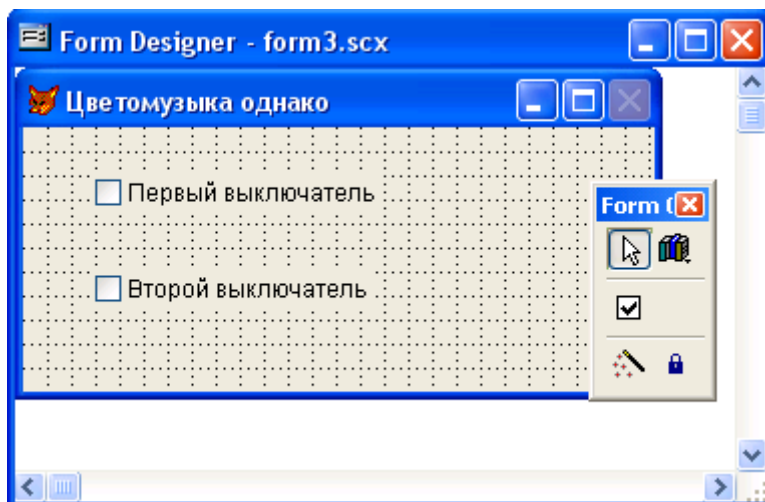 Form Designer - form3.scx
Цветомузыка однако
Первый выключатель
Form (
Второй выключатель